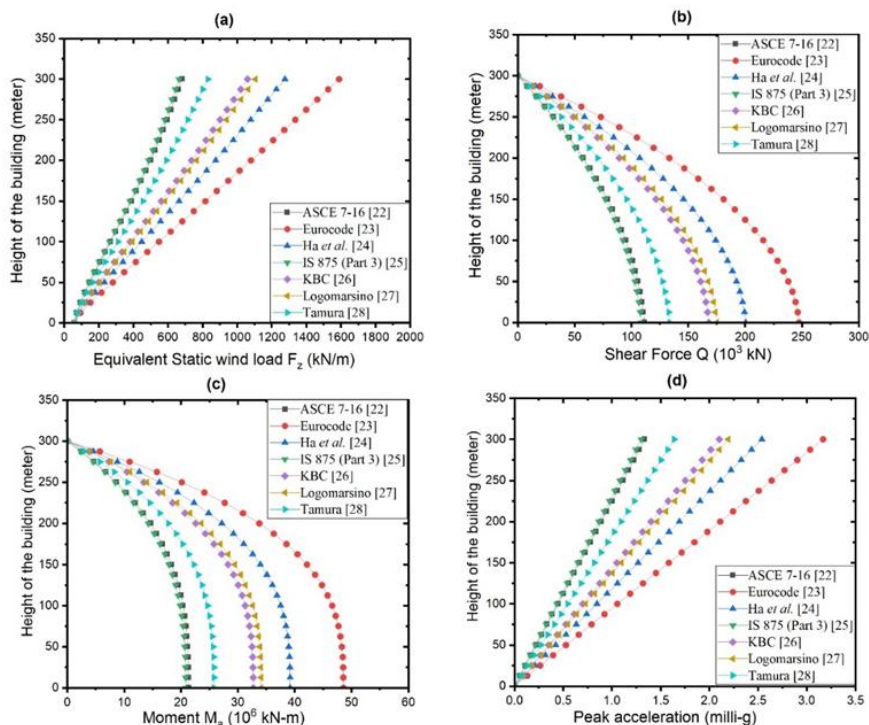 (a)
350
300
250
200
150
100
50
0
Height of the building (meter)
ASCE 7-16 [22]
Eurocode [23]
Ha et al. [24]
IS 875 (Part 3) [25]
KBC [26]
Logomarsino [27]
Tamura [28]
0 200 400 600 800 1000 1200 1400 1600 1800 2000
Equivalent Static wind load Fz (kN/m)
(b)
350
300
250
200
150
100
50
0
Height of the building (meter)
ASCE 7-16 [22]
Eurocode [23]
Ha et al. [24]
IS 875 (Part 3) [25]
KBC [26]
Logomarsino [27]
Tamura [28]
0 50 100 150 200 250 300
Shear Force Q (10³ kN)
(c)
350
300
250
200
150
100
50
0
Height of the building (meter)
ASCE 7-16 [22]
Eurocode [23]
Ha et al. [24]
IS 875 (Part 3) [25]
KBC [26]
Logomarsino [27]
Tamura [28]
0 10 20 30 40 50 60
Moment Ma (10⁶ kN-m)
(d)
350
300
250
200
150
100
50
0
Height of the building (meter)
ASCE 7-16 [22]
Eurocode [23]
Ha et al. [24]
IS 875 (Part 3) [25]
KBC [26]
Logomarsino [27]
Tamura [28]
0.0 0.5 1.0 1.5 2.0 2.5 3.0 3.5
Peak acceleration (milli-g)